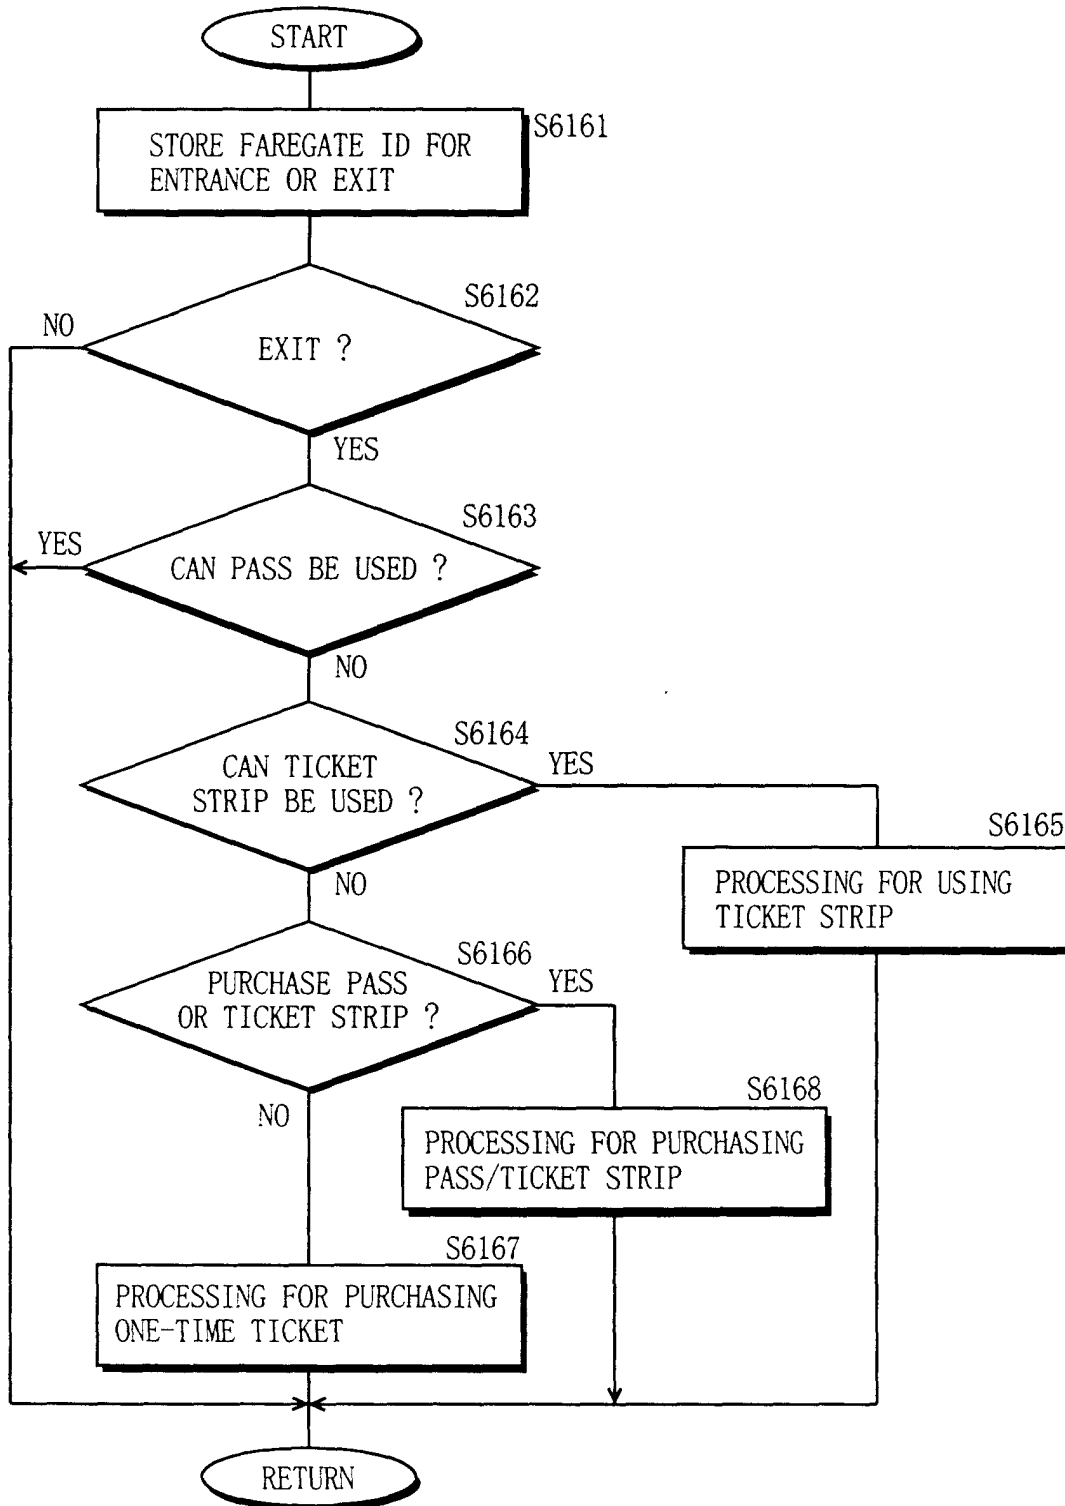 START
S6161
STORE FAREGATE ID FOR
ENTRANCE OR EXIT
S6162
NO
EXIT ?
YES
S6163
YES
CAN PASS BE USED ?
NO
S6164
YES
CAN TICKET
STRIP BE USED ?
NO
S6165
PROCESSING FOR USING
TICKET STRIP
S6166
YES
PURCHASE PASS
OR TICKET STRIP ?
NO
S6168
PROCESSING FOR PURCHASING
PASS/TICKET STRIP
S6167
PROCESSING FOR PURCHASING
ONE-TIME TICKET
RETURN